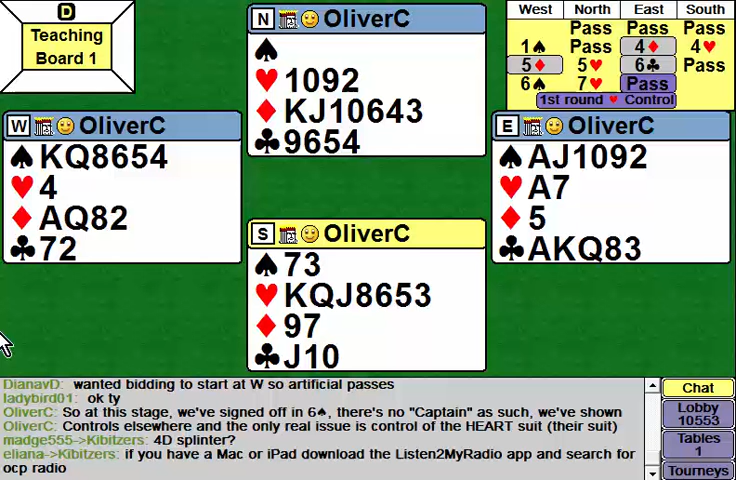 D
Teaching
Board 1
N OliverC
♠
♥ 1092
♦ KJ10643
♣ 9654
West North East South
Pass Pass Pass
1♠ Pass 4♦ 4♥
5♦ 5♥ 6♣ Pass
6♠ 7♥ Pass
1st round ♥ Control
W OliverC
♠ KQ8654
♥ 4
♦ AQ82
♣ 72
E OliverC
♠ AJ1092
♥ A7
♦ 5
♣ AKQ83
S OliverC
♠ 73
♥ KQJ8653
♦ 97
♣ J10
DianavD: wanted bidding to start at W so artificial passes
ladybird01: ok ty
OliverC: So at this stage, we've signed off in 6♠, there's no "Captain" as such, we've shown
OliverC: Controls elsewhere and the only real issue is control of the HEART suit (their suit)
madge555->Kibitzers: 4D splinter?
eliana->Kibitzers: if you have a Mac or iPad download the Listen2MyRadio app and search for
ocp radio
Chat
Lobby
10553
Tables
1
Tourneys